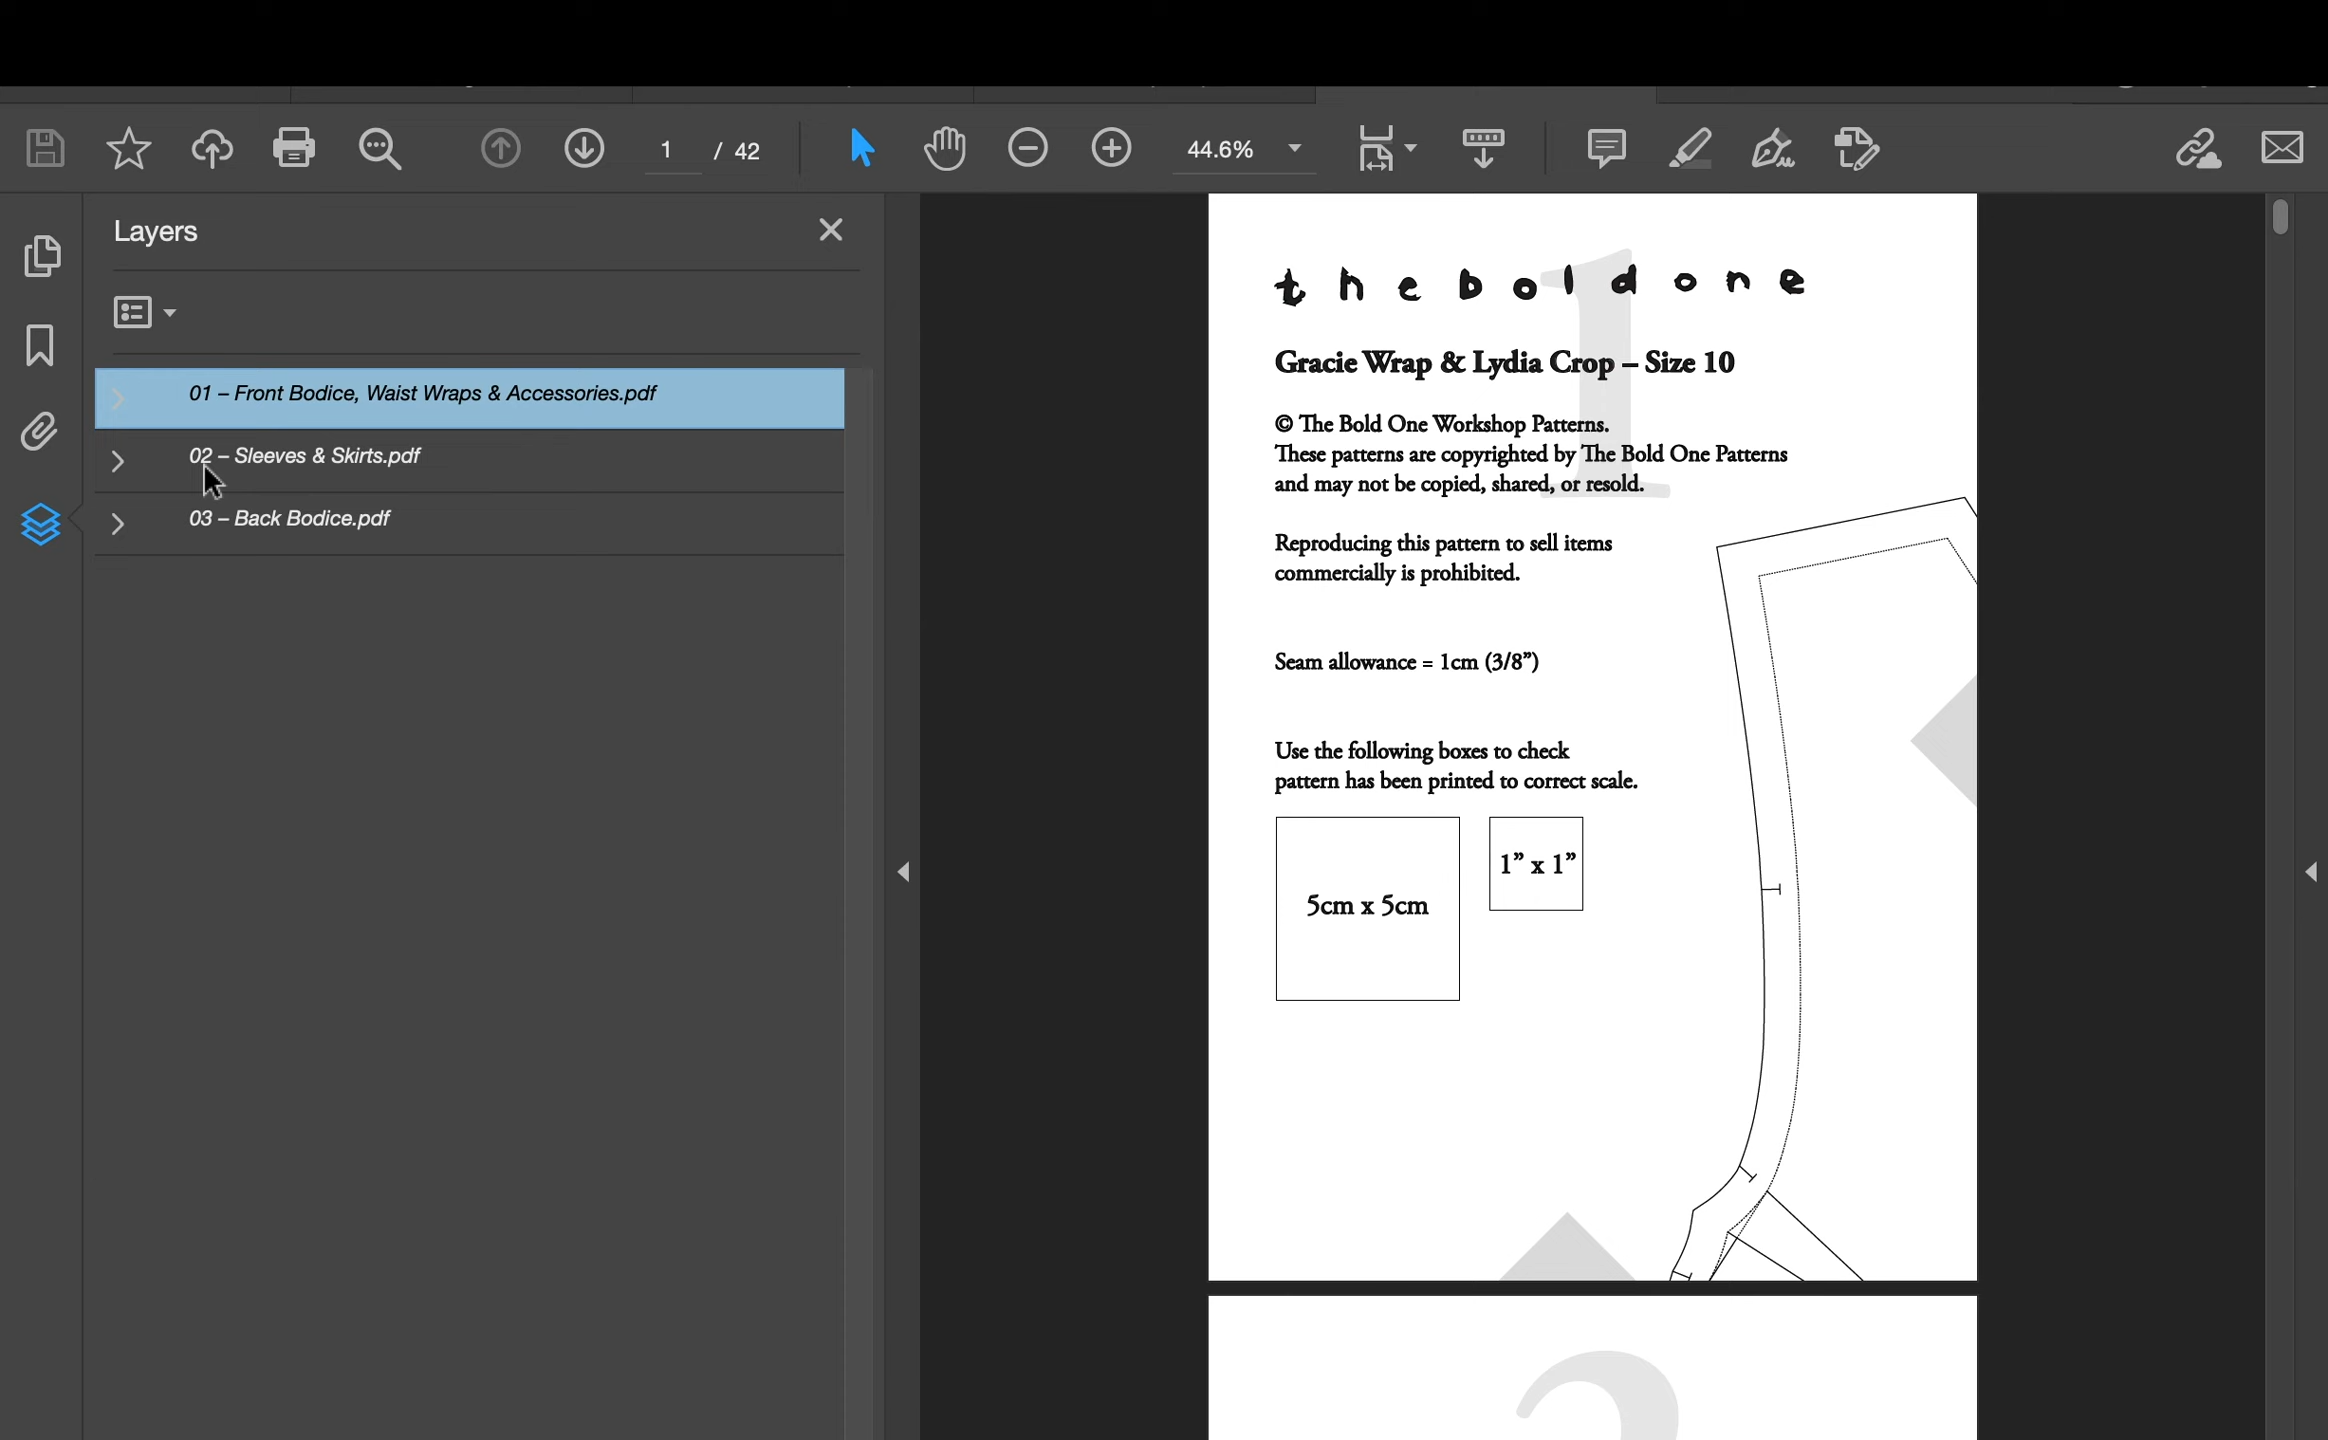 1 / 42
44.6%
Layers
01 – Front Bodice, Waist Wraps & Accessories.pdf
02 – Sleeves & Skirts.pdf
03 – Back Bodice.pdf
1
the bold one
Gracie Wrap & Lydia Crop – Size 10
© The Bold One Workshop Patterns.
These patterns are copyrighted by The Bold One Patterns
and may not be copied, shared, or resold.
Reproducing this pattern to sell items
commercially is prohibited.
Seam allowance = 1cm (3/8”)
Use the following boxes to check
pattern has been printed to correct scale.
5cm x 5cm
1” x 1”